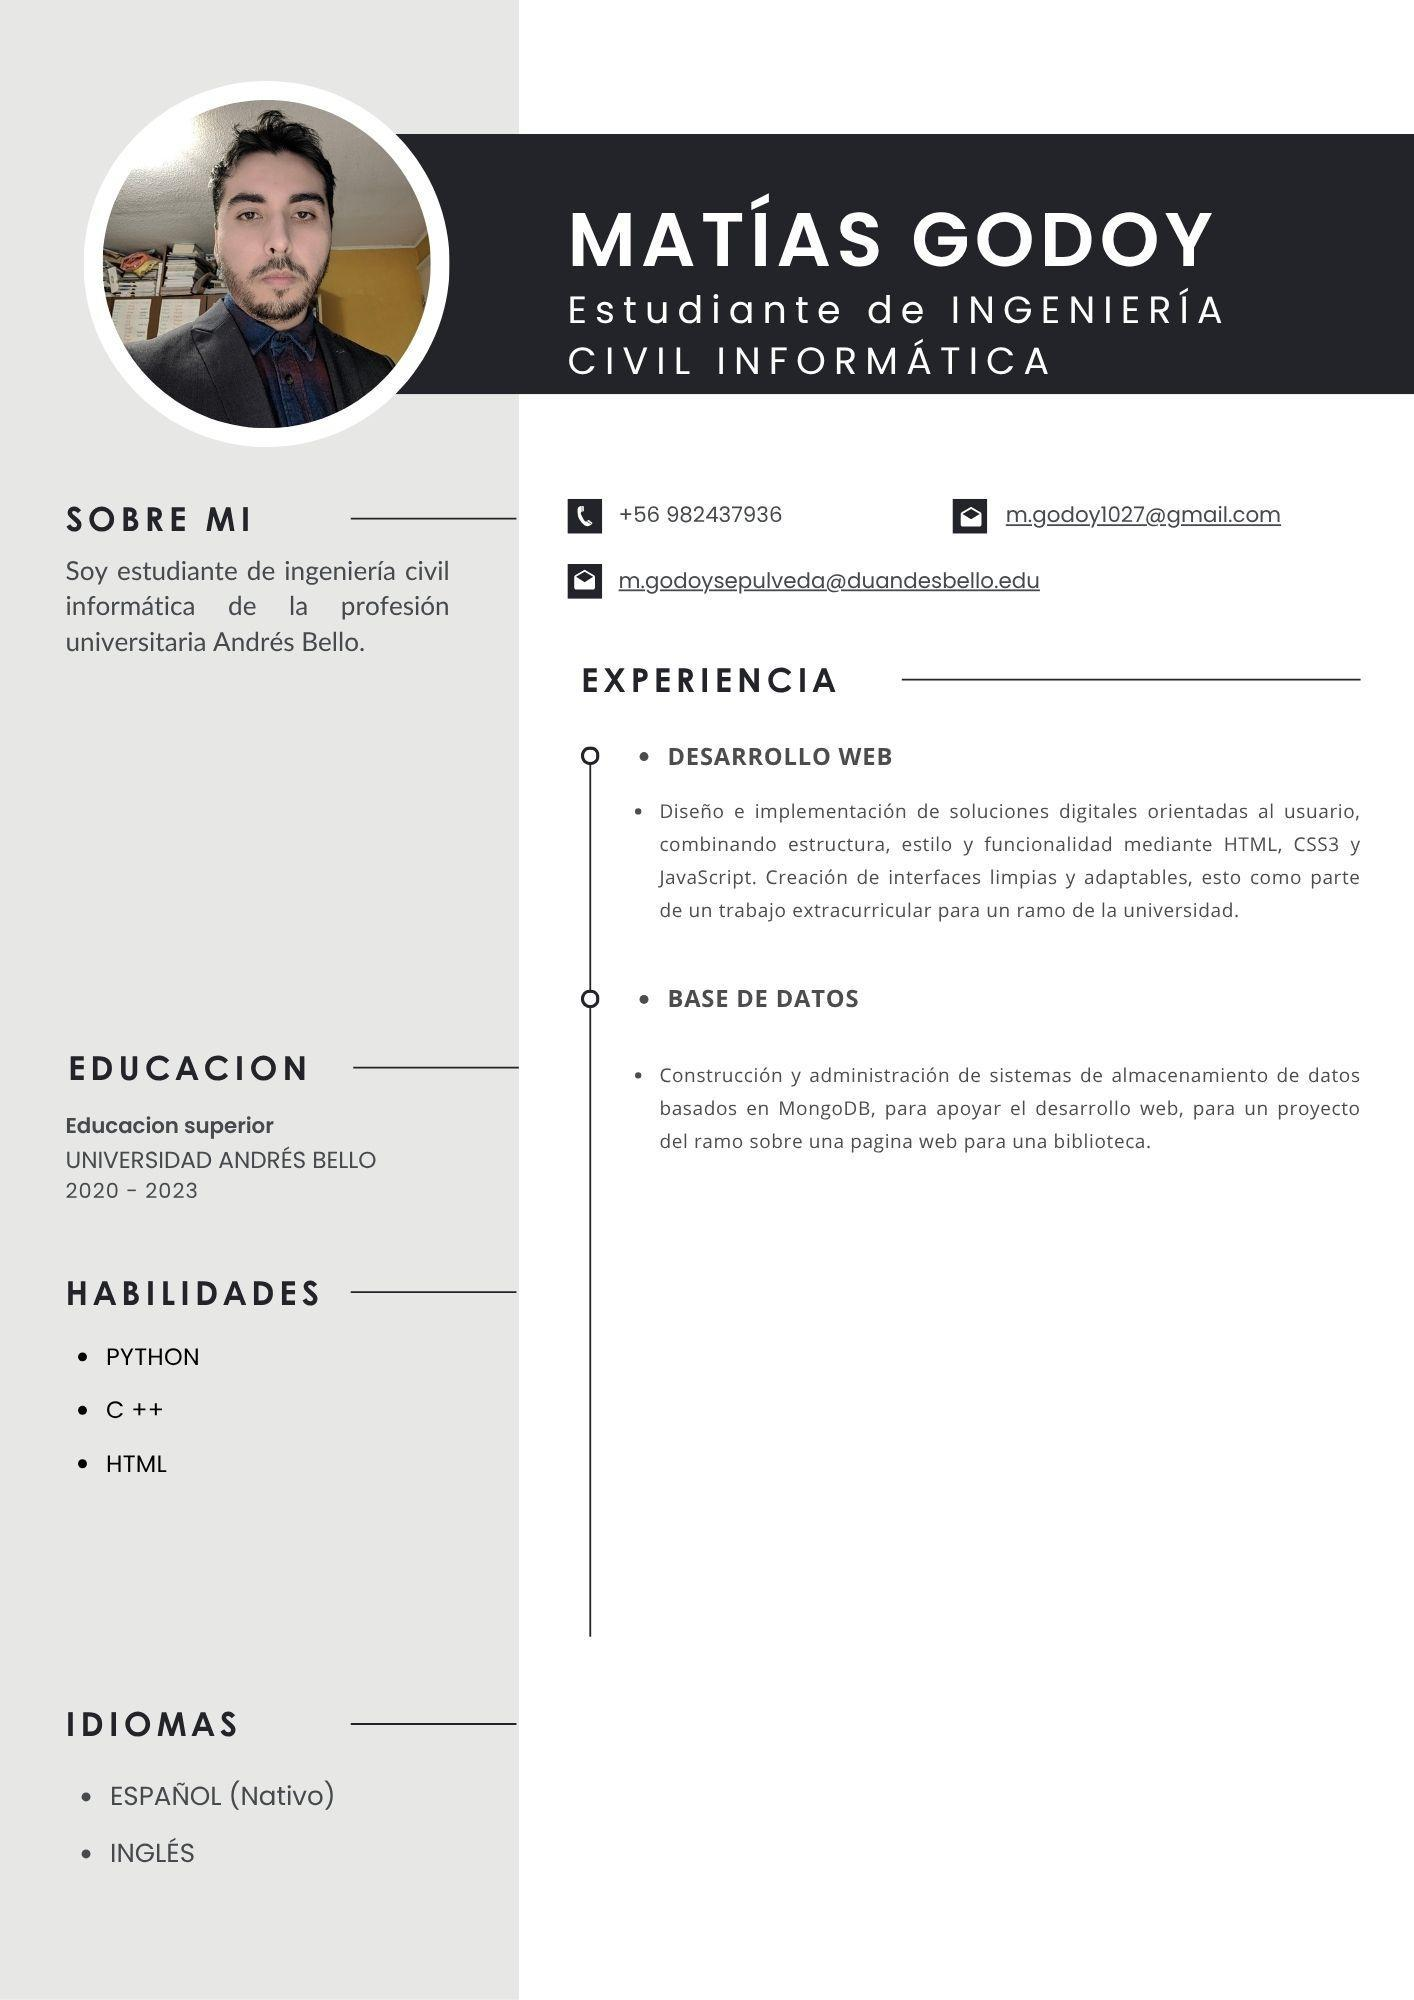 MATÍAS GODOY
Estudiante de INGENIERÍA
CIVIL INFORMÁTICA
SOBRE MI
Soy estudiante de ingeniería civil
informática de la profesión
universitaria Andrés Bello.
EDUCACION
Educacion superior
UNIVERSIDAD ANDRÉS BELLO
2020 - 2023
HABILIDADES
• PYTHON
• C ++
• HTML
IDIOMAS
• ESPAÑOL (Nativo)
• INGLÉS
+56 982437936
m.godoy1027@gmail.com
m.godoysepulveda@duandesbello.edu
EXPERIENCIA
• DESARROLLO WEB
• Diseño e implementación de soluciones digitales orientadas al usuario,
combinando estructura, estilo y funcionalidad mediante HTML, CSS3 y
JavaScript. Creación de interfaces limpias y adaptables, esto como parte
de un trabajo extracurricular para un ramo de la universidad.
• BASE DE DATOS
• Construcción y administración de sistemas de almacenamiento de datos
basados en MongoDB, para apoyar el desarrollo web, para un proyecto
del ramo sobre una pagina web para una biblioteca.